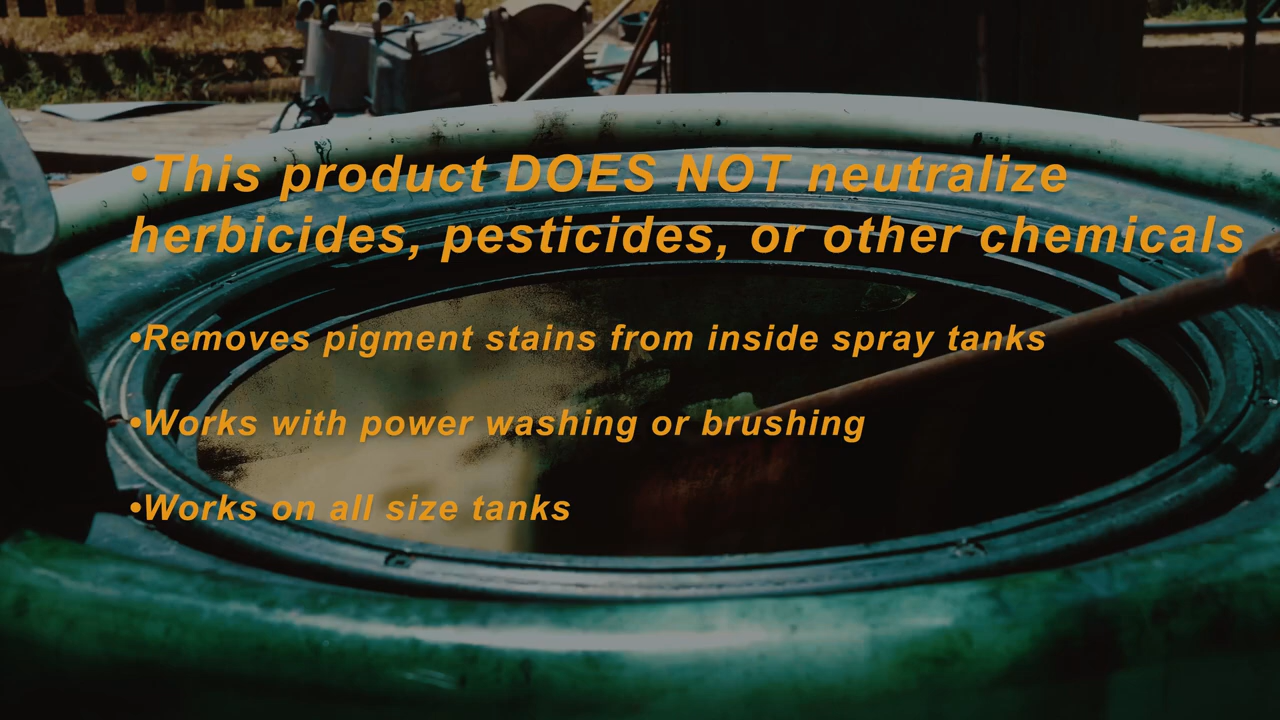 •This product DOES NOT neutralize
herbicides, pesticides, or other chemicals
•Removes pigment stains from inside spray tanks
•Works with power washing or brushing
•Works on all size tanks